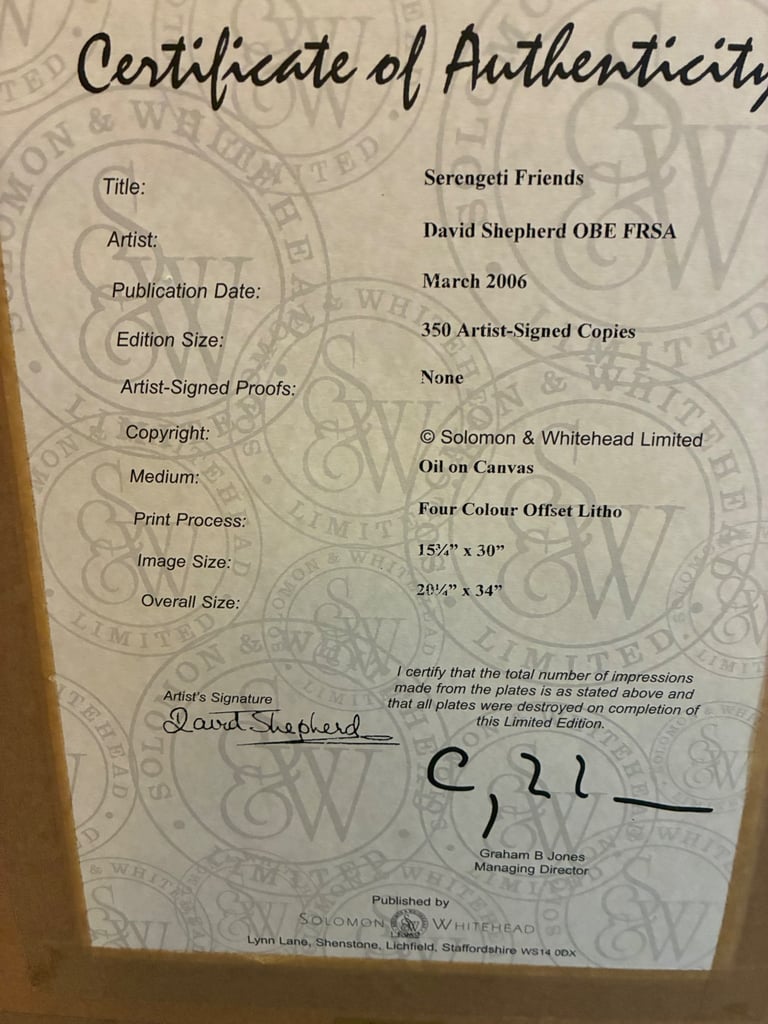 Certificate of Authenticity
Title: Serengeti Friends
Artist: David Shepherd OBE FRSA
Publication Date: March 2006
Edition Size: 350 Artist-Signed Copies
Artist-Signed Proofs: None
Copyright: © Solomon & Whitehead Limited
Medium: Oil on Canvas
Print Process: Four Colour Offset Litho
Image Size: 15¾” x 30”
Overall Size: 20¼” x 34”
I certify that the total number of impressions
made from the plates is as stated above and
that all plates were destroyed on completion of
this Limited Edition.
Artist's Signature
David Shepherd
Graham B Jones
Managing Director
Published by
SOLOMON & WHITEHEAD
Lynn Lane, Shenstone, Lichfield, Staffordshire WS14 0DX